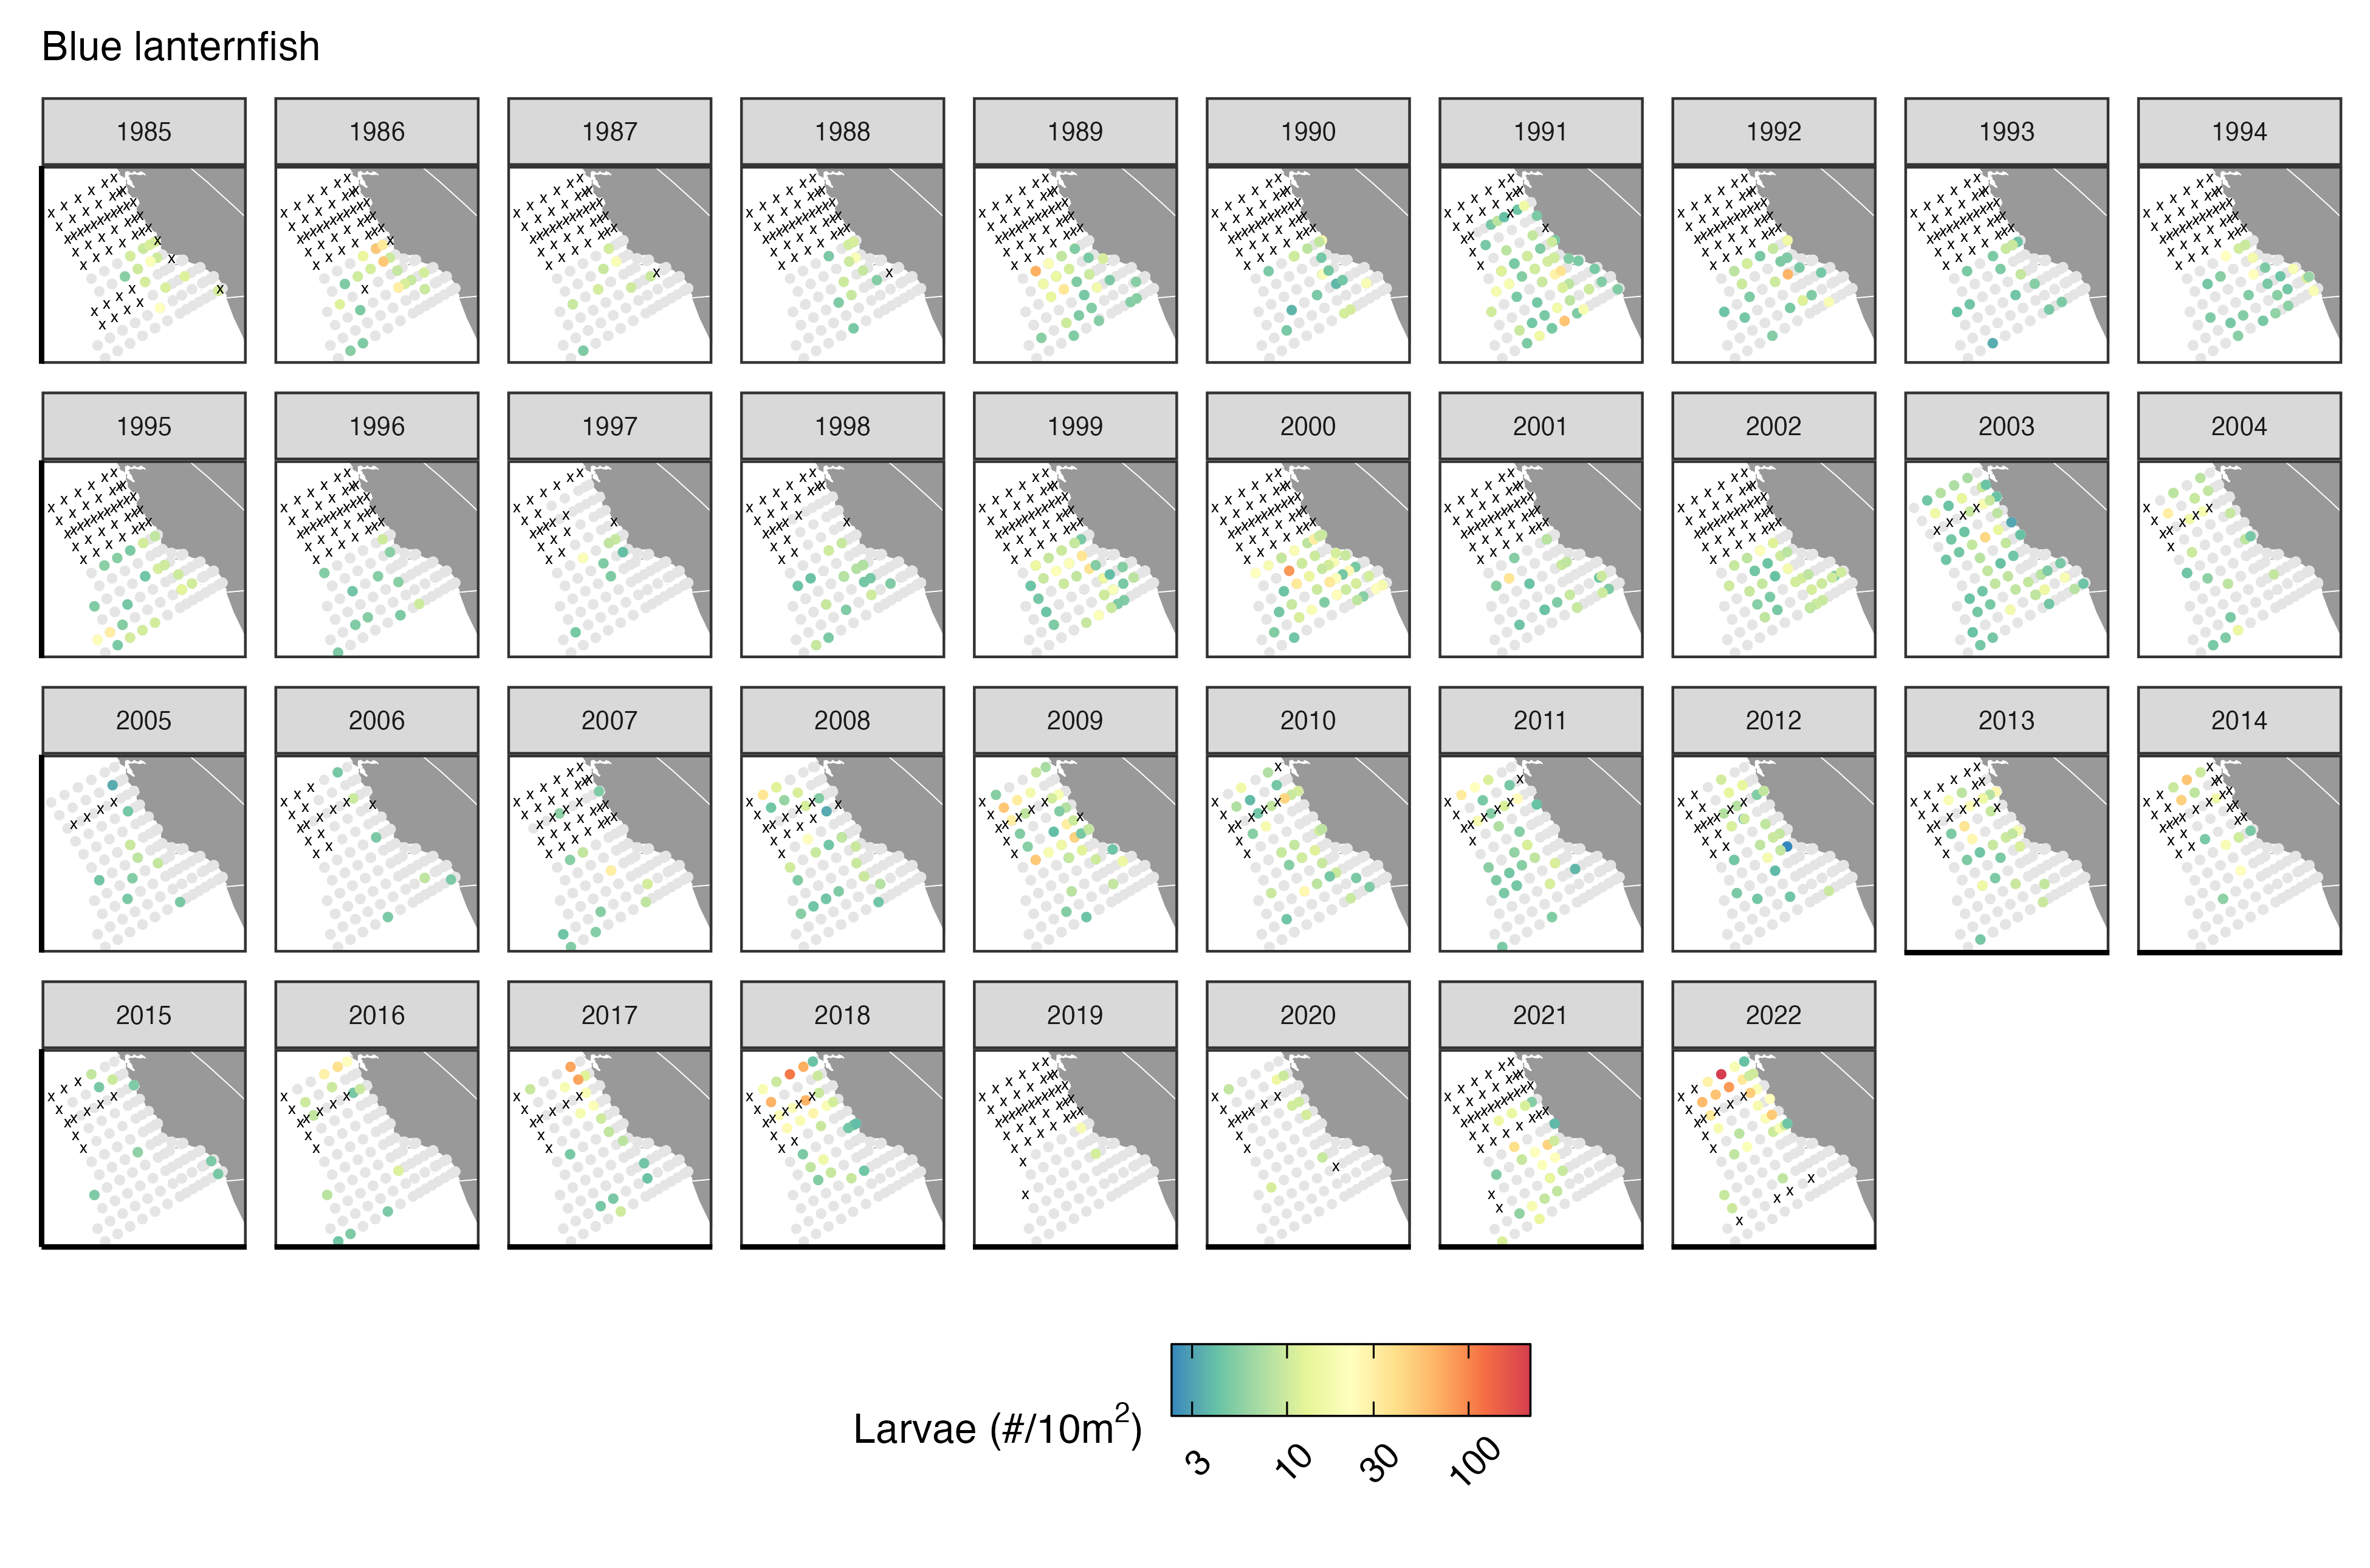 Blue lanternfish
1985 1986 1987 1988 1989 1990 1991 1992 1993 1994
1995 1996 1997 1998 1999 2000 2001 2002 2003 2004
2005 2006 2007 2008 2009 2010 2011 2012 2013 2014
2015 2016 2017 2018 2019 2020 2021 2022
Larvae (#/10m²)
3 10 30 100